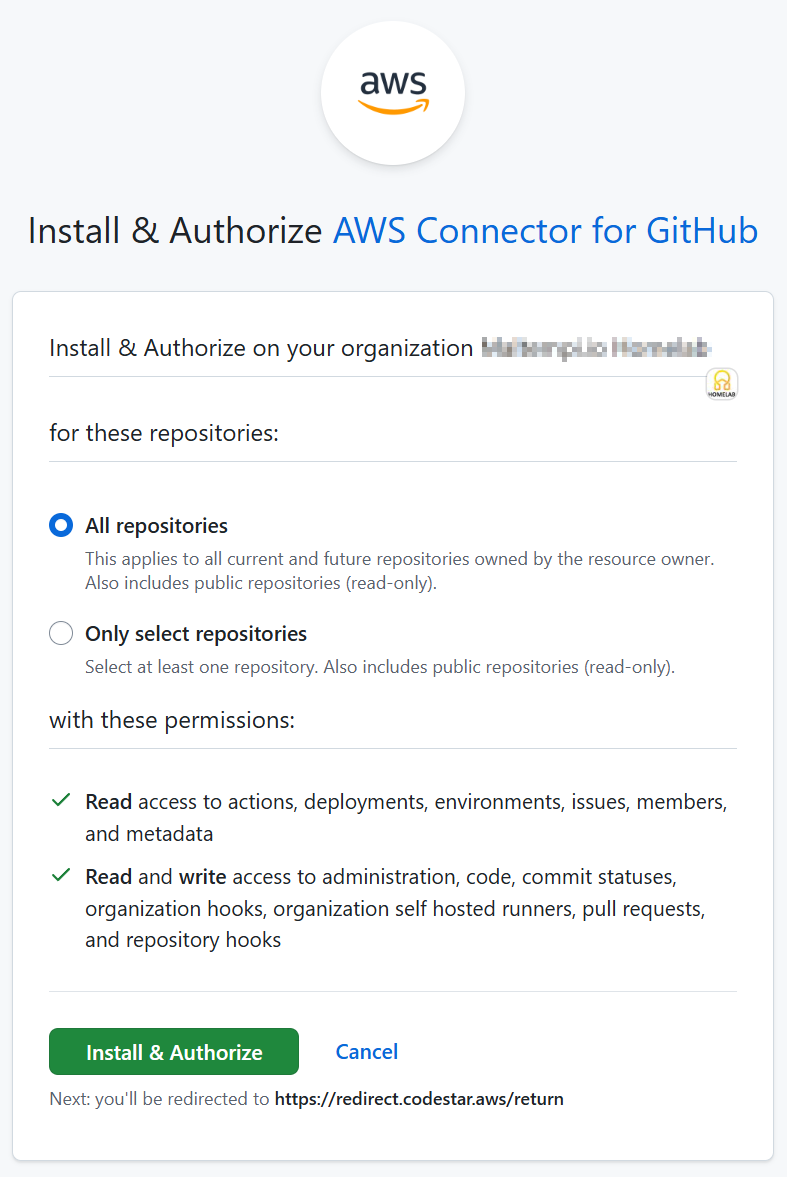 aws
Install & Authorize AWS Connector for GitHub
Install & Authorize on your organization
HOMELAB
for these repositories:
All repositories
This applies to all current and future repositories owned by the resource owner.
Also includes public repositories (read-only).
Only select repositories
Select at least one repository. Also includes public repositories (read-only).
with these permissions:
Read access to actions, deployments, environments, issues, members,
and metadata
Read and write access to administration, code, commit statuses,
organization hooks, organization self hosted runners, pull requests,
and repository hooks
Install & Authorize
Cancel
Next: you'll be redirected to https://redirect.codestar.aws/return